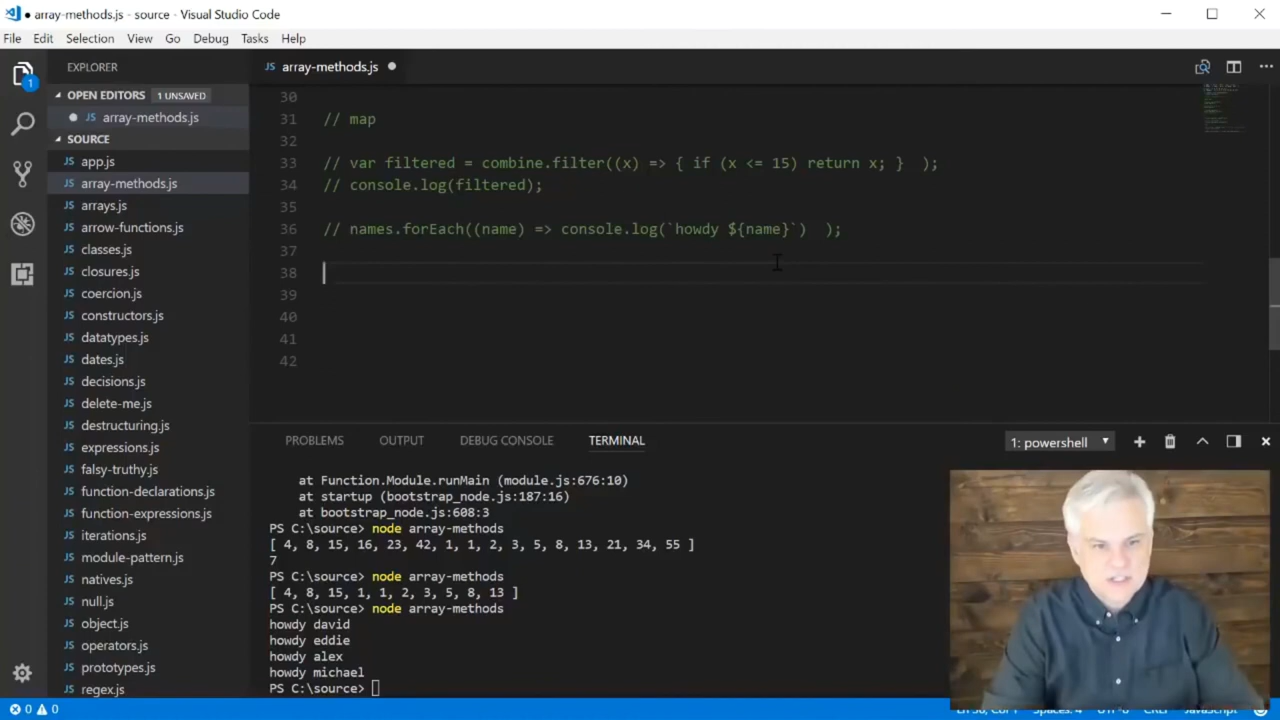 ● array-methods.js - source - Visual Studio Code
File Edit Selection View Go Debug Tasks Help
1
EXPLORER
OPEN EDITORS 1 UNSAVED
● JS array-methods.js
SOURCE
JS app.js
JS array-methods.js
JS arrays.js
JS arrow-functions.js
JS classes.js
JS closures.js
JS coercion.js
JS constructors.js
JS datatypes.js
JS dates.js
JS decisions.js
JS delete-me.js
JS destructuring.js
JS expressions.js
JS falsy-truthy.js
JS function-declarations.js
JS function-expressions.js
JS iterations.js
JS module-pattern.js
JS natives.js
JS null.js
JS object.js
JS operators.js
JS prototypes.js
JS regex.js
JS array-methods.js ●
30
31 // map
32
33 // var filtered = combine.filter((x) => { if (x <= 15) return x; }  );
34 // console.log(filtered);
35
36 // names.forEach((name) => console.log(`howdy ${name}`)  );
37
38
39
40
41
42
PROBLEMS OUTPUT DEBUG CONSOLE TERMINAL 1: powershell
at Function.Module.runMain (module.js:676:10)
at startup (bootstrap_node.js:187:16)
at bootstrap_node.js:608:3
PS C:\source> node array-methods
[ 4, 8, 15, 16, 23, 42, 1, 1, 2, 3, 5, 8, 13, 21, 34, 55 ]
7
PS C:\source> node array-methods
[ 4, 8, 15, 1, 1, 2, 3, 5, 8, 13 ]
PS C:\source> node array-methods
howdy david
howdy eddie
howdy alex
howdy michael
PS C:\source>
0 0